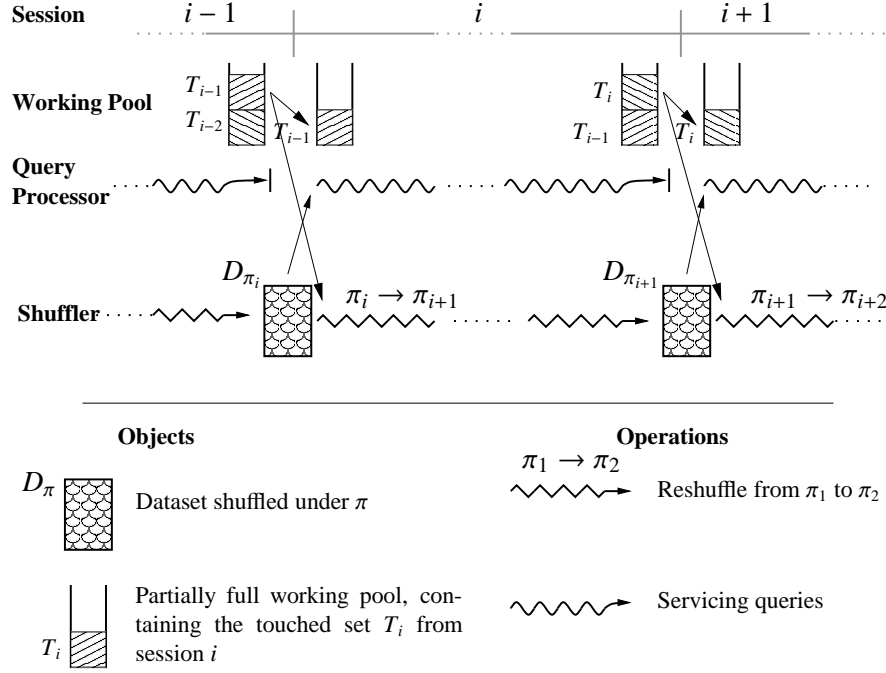 Session
i − 1
i
i + 1
T_{i−1}
T_{i−2}
T_{i−1}
T_i
T_{i−1}
T_i
Working Pool
Query
Processor
D_{π_i}
D_{π_{i+1}}
π_i → π_{i+1}
π_{i+1} → π_{i+2}
Shuffler
Objects
Operations
D_π
Dataset shuffled under π
π_1 → π_2
Reshuffle from π_1 to π_2
T_i
Partially full working pool, con-
taining the touched set T_i from
session i
Servicing queries